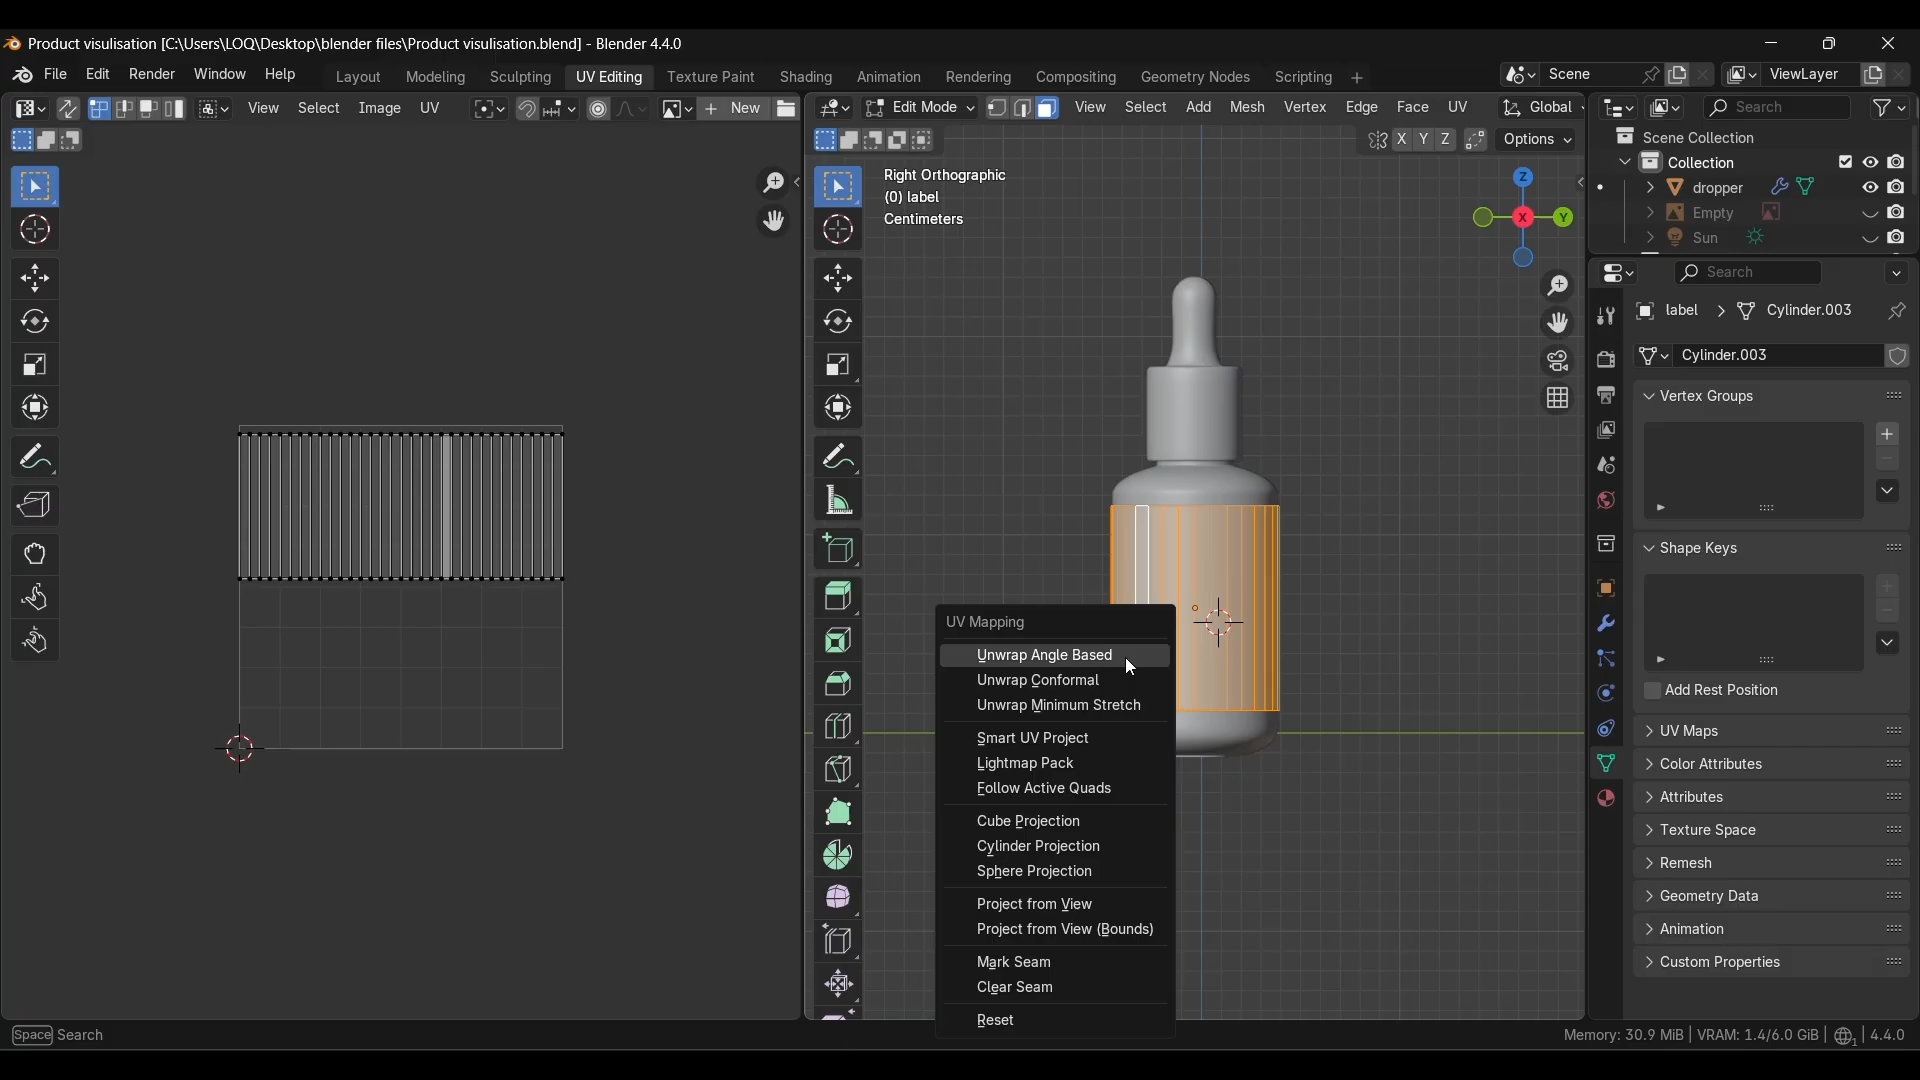 Product visulisation [C:\Users\LOQ\Desktop\blender files\Product visulisation.blend] - Blender 4.4.0
File Edit Render Window Help Layout Modeling Sculpting UV Editing Texture Paint Shading Animation Rendering Compositing Geometry Nodes Scripting + Scene ViewLayer
View Select Image UV New Edit Mode View Select Add Mesh Vertex Edge Face UV Global Search
X Y Z Options
Scene Collection
Collection
dropper
Empty
Sun
Right Orthographic
(0) label
Centimeters
Z
X
Y
Search
label > Cylinder.003
Cylinder.003
Vertex Groups
Shape Keys
Add Rest Position
UV Maps
Color Attributes
Attributes
Texture Space
Remesh
Geometry Data
Animation
Custom Properties
UV Mapping
Unwrap Angle Based
Unwrap Conformal
Unwrap Minimum Stretch
Smart UV Project
Lightmap Pack
Follow Active Quads
Cube Projection
Cylinder Projection
Sphere Projection
Project from View
Project from View (Bounds)
Mark Seam
Clear Seam
Reset
Space Search
Memory: 30.9 MiB | VRAM: 1.4/6.0 GiB | 1 | 4.4.0